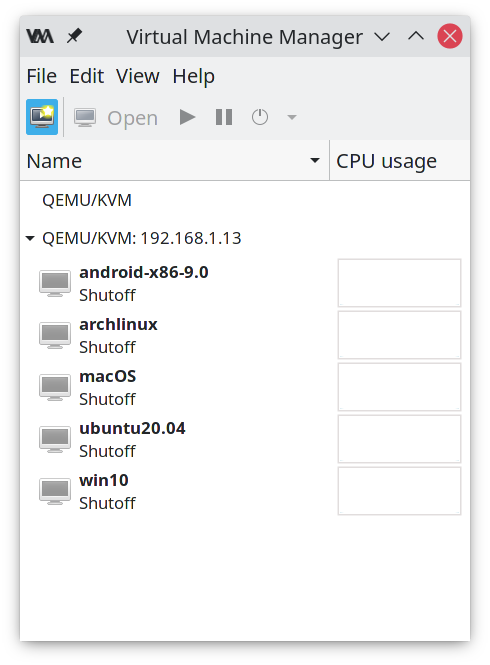 VMM Virtual Machine Manager
File Edit View Help
Open
Name CPU usage
QEMU/KVM
QEMU/KVM: 192.168.1.13
android-x86-9.0
Shutoff
archlinux
Shutoff
macOS
Shutoff
ubuntu20.04
Shutoff
win10
Shutoff